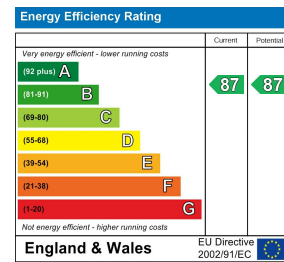 Energy Efficiency Rating
Current Potential
Very energy efficient - lower running costs
(92 plus) A
(81-91) B
87 87
(69-80) C
(55-68) D
(39-54) E
(21-38) F
(1-20) G
Not energy efficient - higher running costs
England & Wales
EU Directive
2002/91/EC